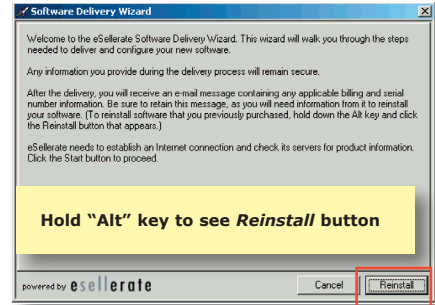 Software Delivery Wizard
Welcome to the eSellerate Software Delivery Wizard. This wizard will walk you through the steps
needed to deliver and configurate your new software.
Any information you provide during the delivery process will remain secure.
After the delivery, you will receive an e-mail message containing any applicable billing and serial
number information. Be sure to retain this message, as you will need information from it to reinstall
your software. (To reinstall software that you previously purchased, hold down the Alt key and click
the Reinstall button that appears.)
eSellerate needs to establish an Internet connection and check its servers for product information.
Click the Start button to proceed.
Hold “Alt” key to see Reinstall button
powered by esellerate
Cancel
Reinstall